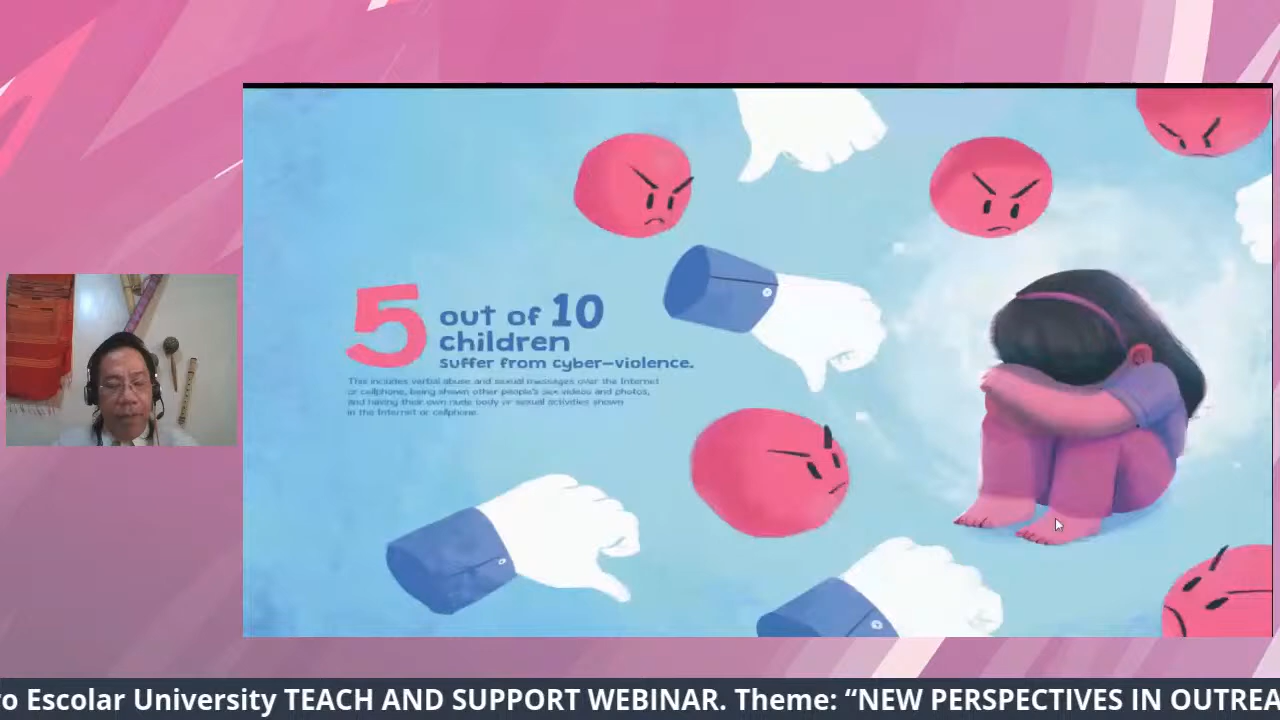 5 out of 10
children
Suffer from cyber-violence.
This includes verbal abuse and sexual messages over the Internet
or cellphone, being shown other people's sex videos and photos,
and having their own nude body or sexual activities shown
in the Internet or cellphone.
ro Escolar University TEACH AND SUPPORT WEBINAR. Theme: “NEW PERSPECTIVES IN OUTREA